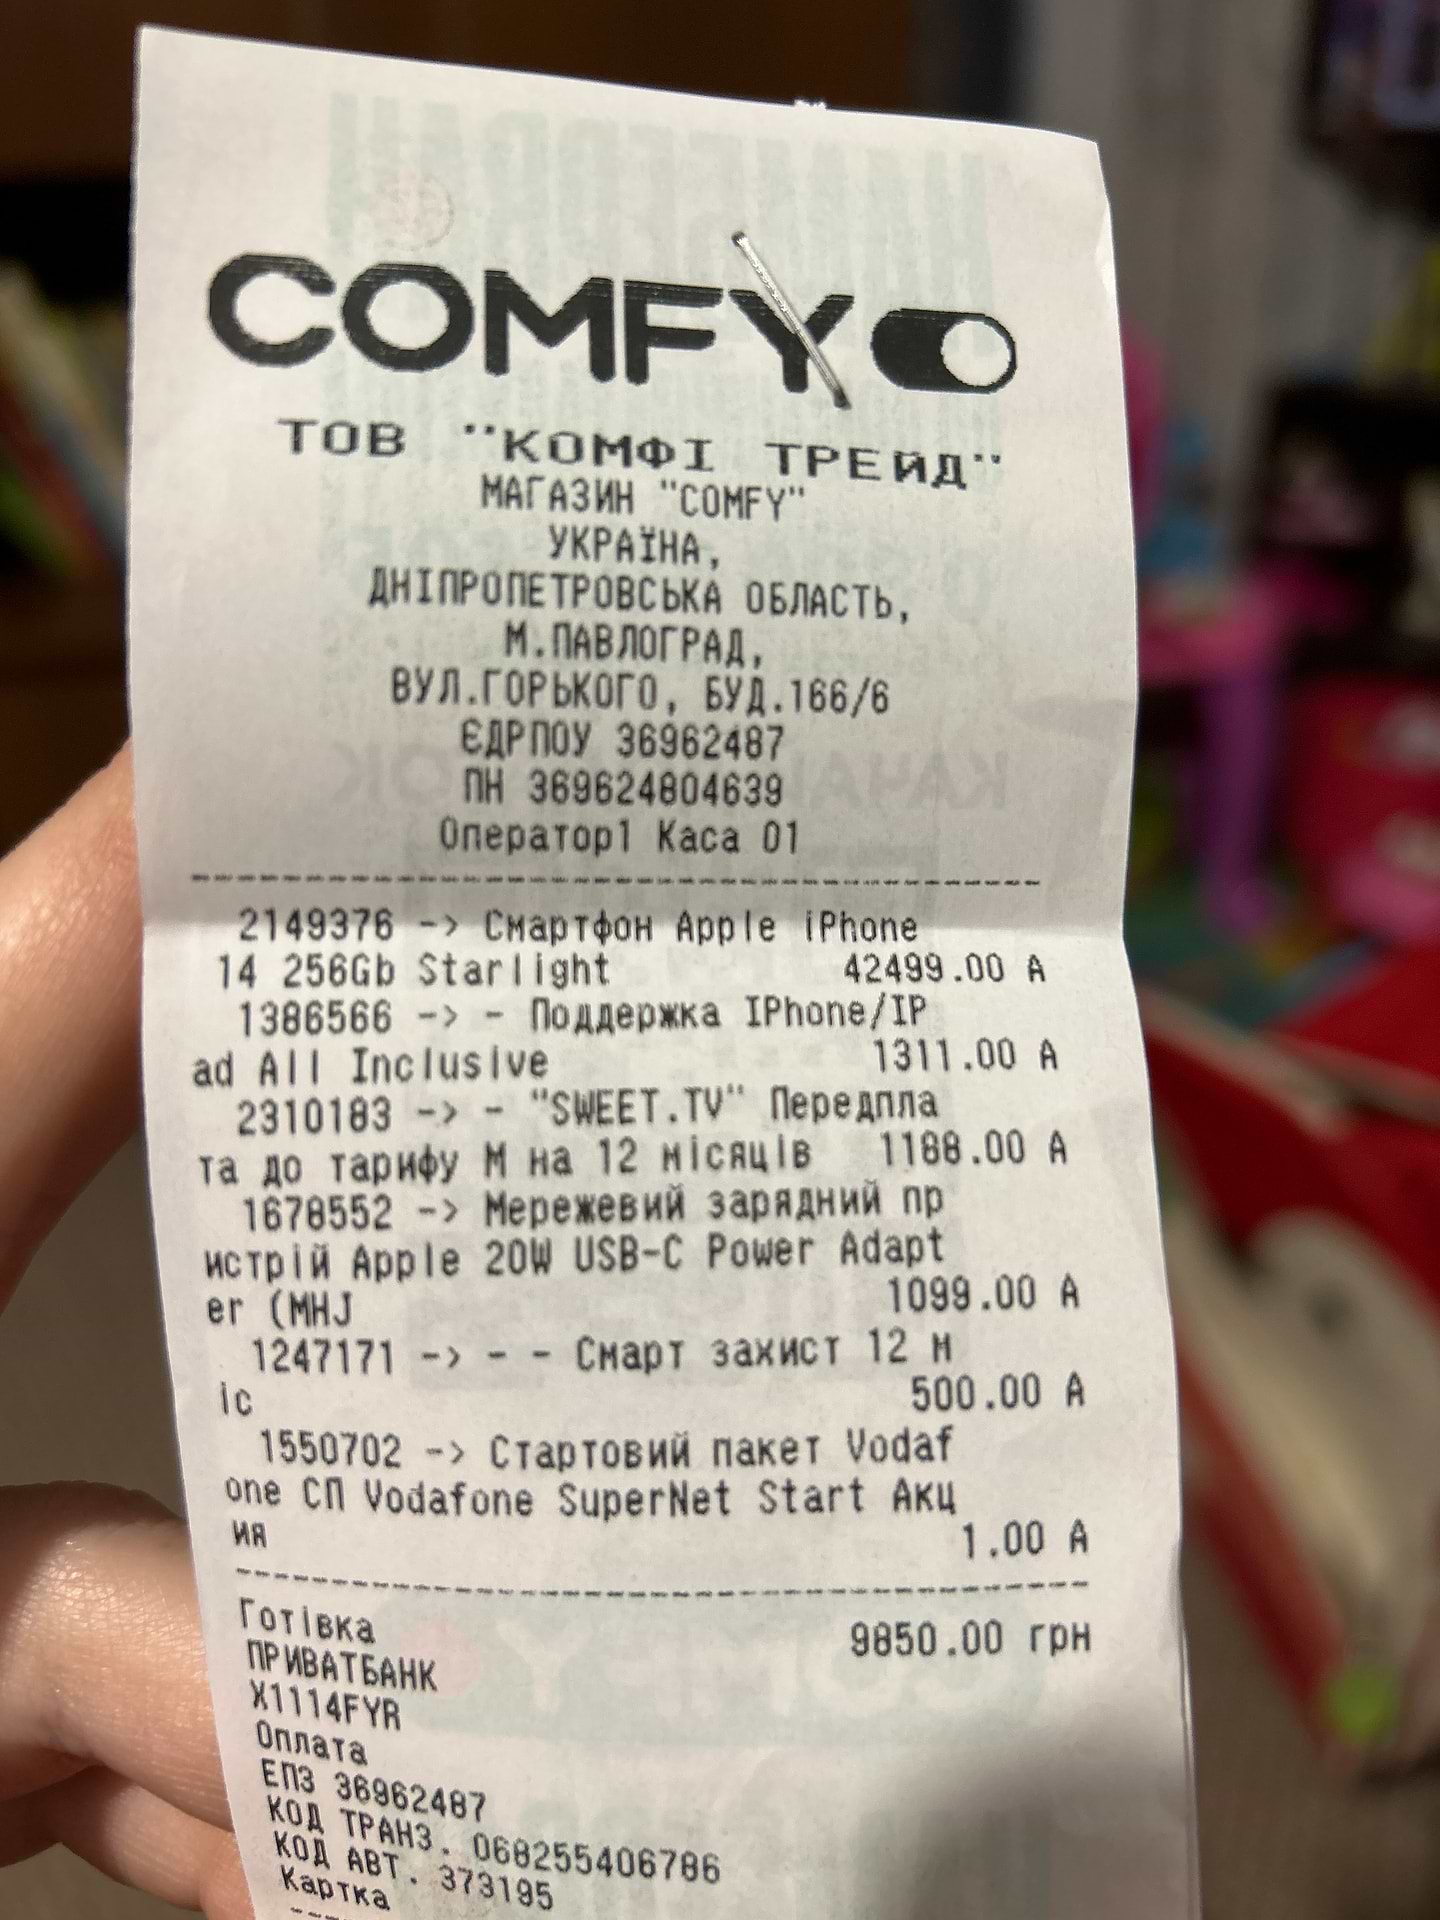 COMFY
ТОВ "КОМФІ ТРЕЙД"
МАГАЗИН "COMFY"
УКРАЇНА,
ДНІПРОПЕТРОВСЬКА ОБЛАСТЬ,
М.ПАВЛОГРАД,
ВУЛ.ГОРЬКОГО, БУД.166/6
ЄДРПОУ 36962487
ПН 369624804639
Оператор1 Каса 01
2149376 -> Смартфон Apple iPhone
14 256Gb Starlight 42499.00 А
1386566 -> - Поддержка IPhone/IP
ad All Inclusive 1311.00 А
2310183 -> - "SWEET.TV" Передпла
та до тарифу М на 12 місяців 1188.00 А
1678552 -> Мережевий зарядний пр
истрій Apple 20W USB-C Power Adapt
er (MHJ 1099.00 А
1247171 -> - - Смарт захист 12 м
іс 500.00 А
1550702 -> Стартовий пакет Vodaf
one СП Vodafone SuperNet Start Акц
ия 1.00 А
Готівка 9850.00 грн
ПРИВАТБАНК
X1114FYR
Оплата
ЕПЗ 36962487
КОД ТРАНЗ. 068255406786
КОД АВТ. 373195
Картка